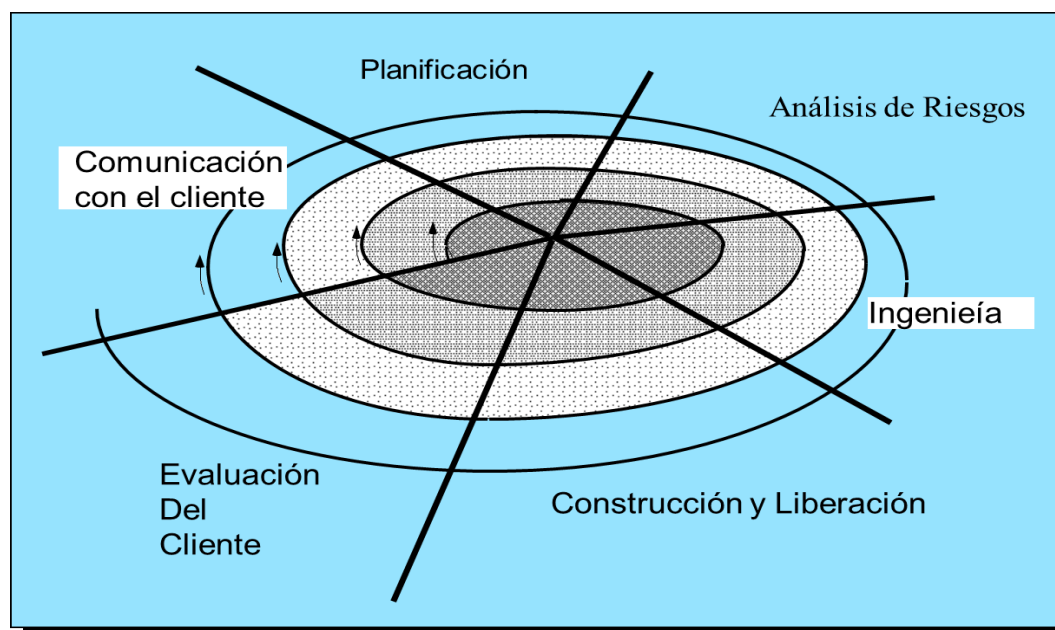 Planificación
Análisis de Riesgos
Comunicación
con el cliente
Ingenieía
Evaluación
Del
Cliente
Construcción y Liberación